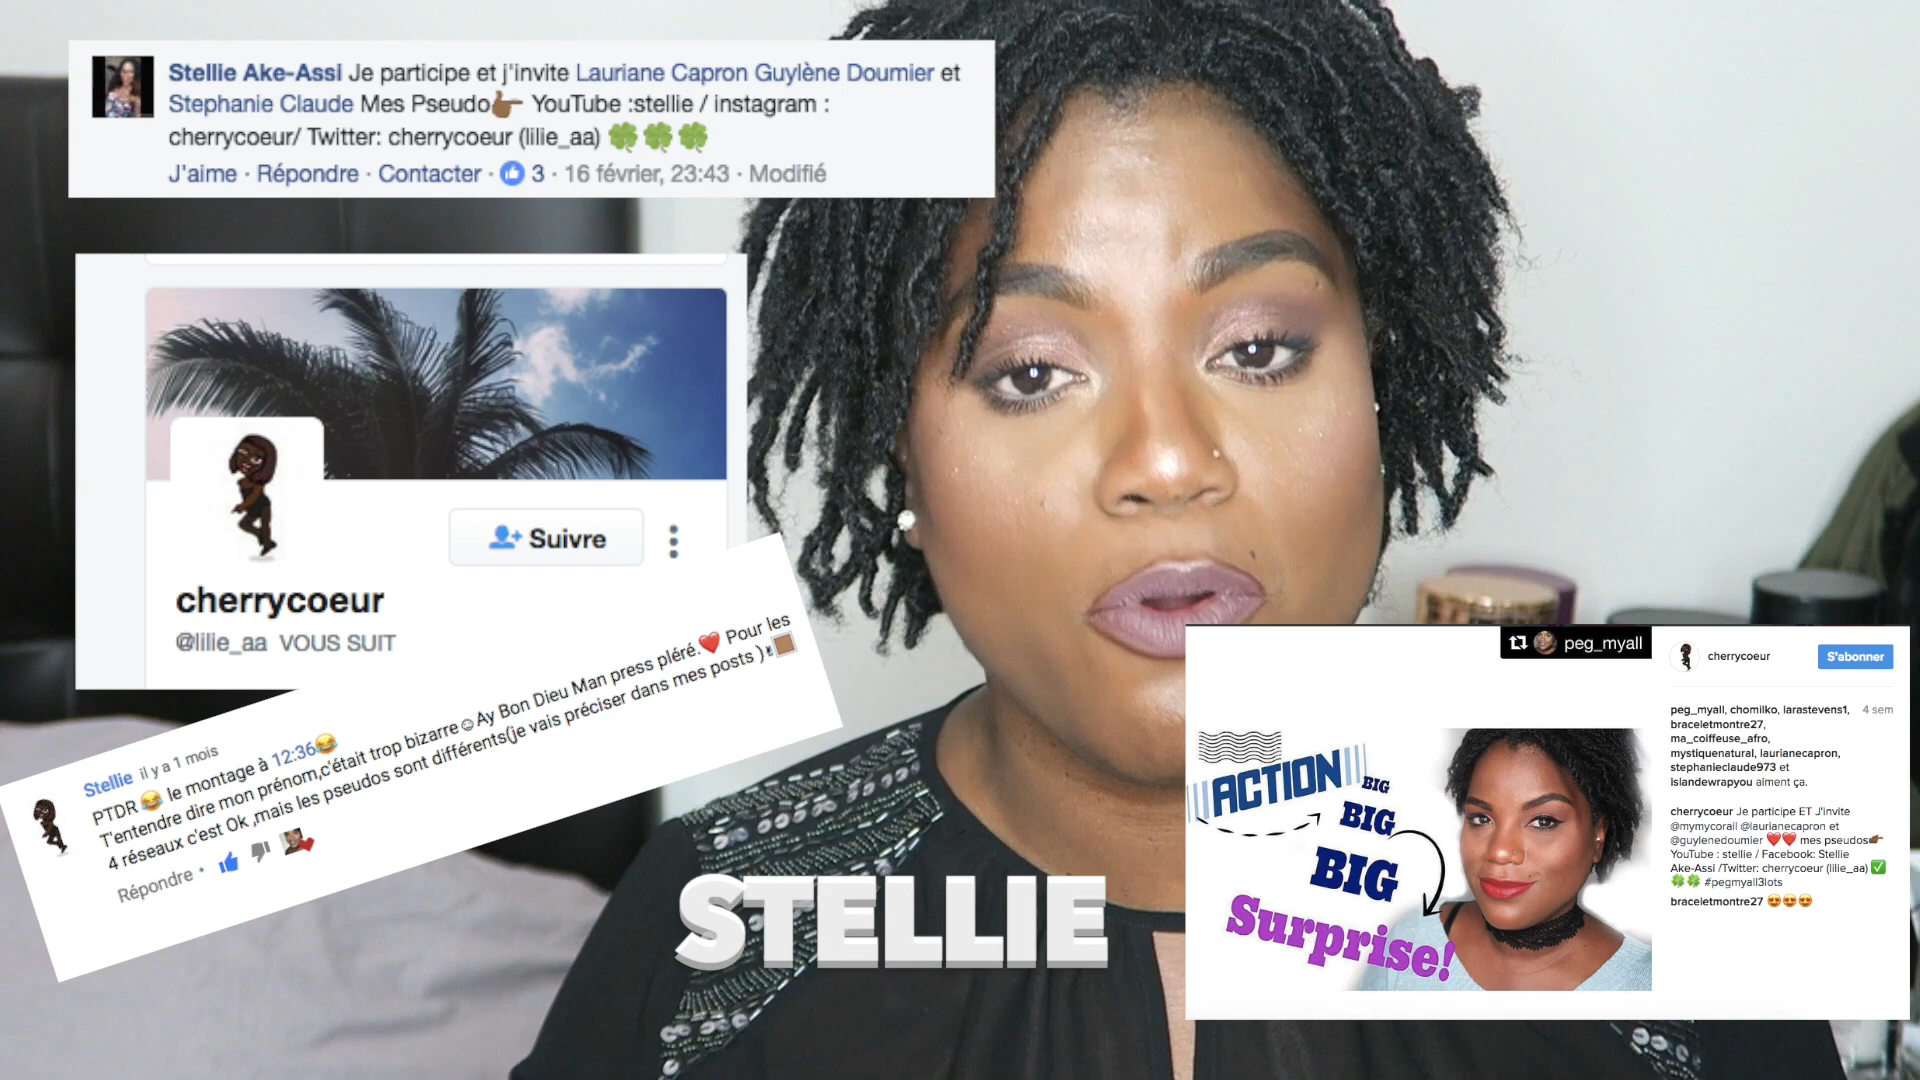 Stellie Ake-Assi Je participe et j'invite Lauriane Capron Guylène Doumier et
Stephanie Claude Mes Pseudo👉🏾 YouTube :stellie / instagram :
cherrycoeur/ Twitter: cherrycoeur (lilie_aa) 🍀🍀🍀
J'aime · Répondre · Contacter · 3 · 16 février, 23:43 · Modifié
Suivre
cherrycoeur
@lilie_aa VOUS SUIT
Stellie il y a 1 mois
PTDR 😂 le montage à 12:36😂
T'entendre dire mon prénom,c'était trop bizarre☺Ay Bon Dieu Man press pléré.❤ Pour les
4 réseaux c'est Ok ,mais les pseudos sont différents(je vais préciser dans mes posts )
Répondre ·
STELLIE
peg_myall
ACTION
BIG
BIG
BIG
Surprise!
cherrycoeur
S'abonner
peg_myall, chomilko, larastevens1, 4 sem
braceletmontre27,
ma_coiffeuse_afro,
mystiquenatural, laurianecapron,
stephanieclaude973 et
islandewrapyou aiment ça.
cherrycoeur Je participe ET J'invite
@mymycorail @laurianecapron et
@guylenedoumier ❤️❤️ mes pseudos👉🏾
YouTube : stellie / Facebook: Stellie
Ake-Assi /Twitter: cherrycoeur (lilie_aa) ✅
🍀🍀 #pegmyall3lots
braceletmontre27 😍😍😍